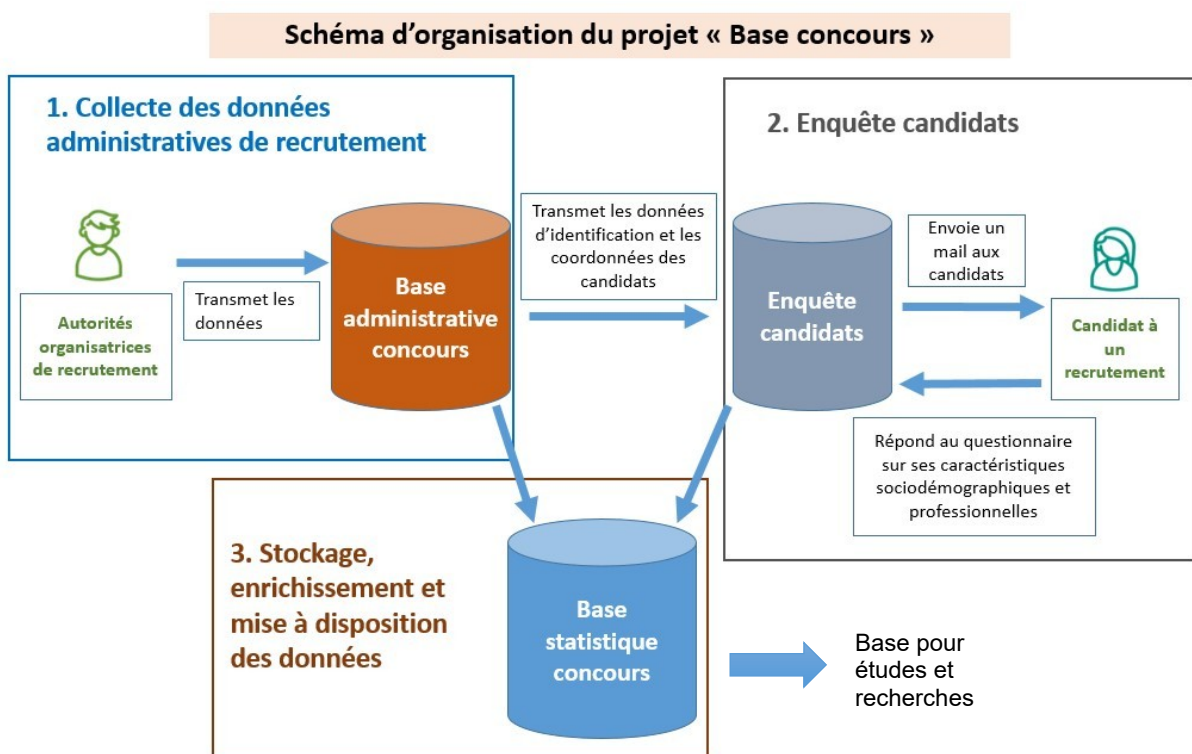 Schéma d’organisation du projet « Base concours »
1. Collecte des données
administratives de recrutement
Autorités
organisatrices
de recrutement
Transmet les
données
Base
administrative
concours
Transmet les données
d’identification et les
coordonnées des
candidats
2. Enquête candidats
Enquête
candidats
Envoie un
mail aux
candidats
Candidat à
un
recrutement
Répond au questionnaire
sur ses caractéristiques
sociodémographiques et
professionnelles
3. Stockage,
enrichissement et
mise à disposition
des données
Base
statistique
concours
Base pour
études et
recherches